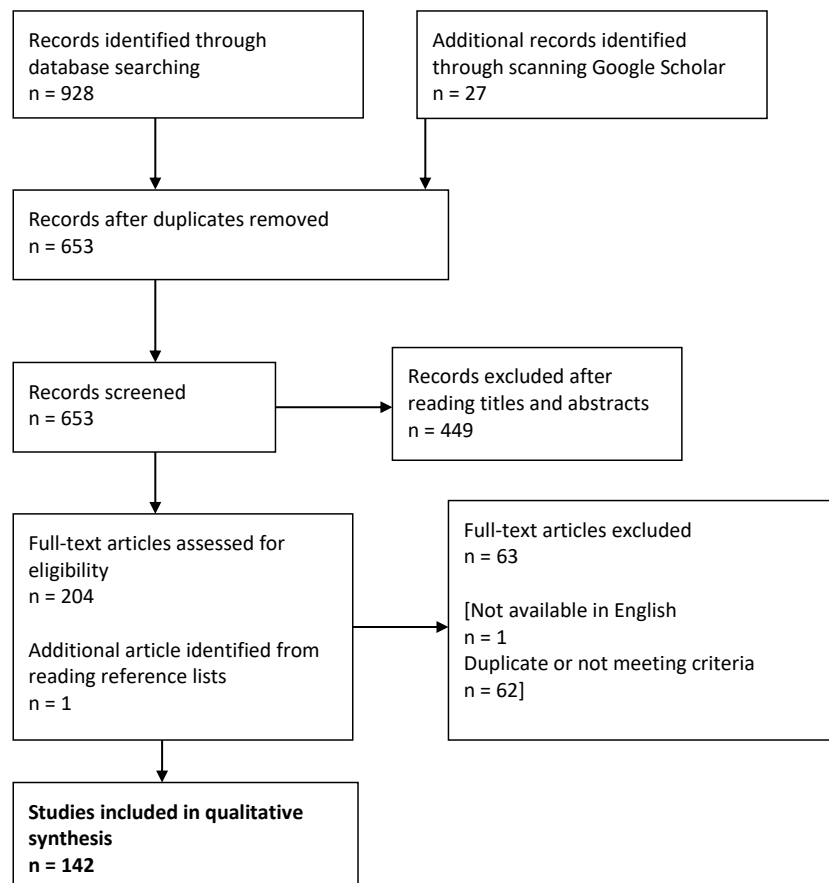 Records identified through
database searching
n = 928
Additional records identified
through scanning Google Scholar
n = 27
Records after duplicates removed
n = 653
Records screened
n = 653
Records excluded after
reading titles and abstracts
n = 449
Full-text articles assessed for
eligibility
n = 204
Additional article identified from
reading reference lists
n = 1
Full-text articles excluded
n = 63
[Not available in English
n = 1
Duplicate or not meeting criteria
n = 62]
Studies included in qualitative
synthesis
n = 142